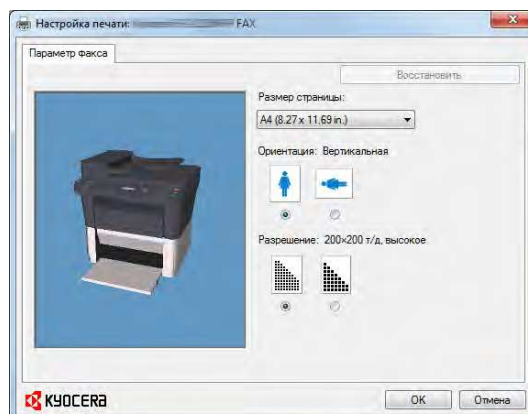 Настройка печати: FAX
Параметр факса
Восстановить
Размер страницы:
A4 (8.27 x 11.69 in.)
Ориентация: Вертикальная
Разрешение: 200×200 т/д, высокое
KYOCERA
OK
Отмена